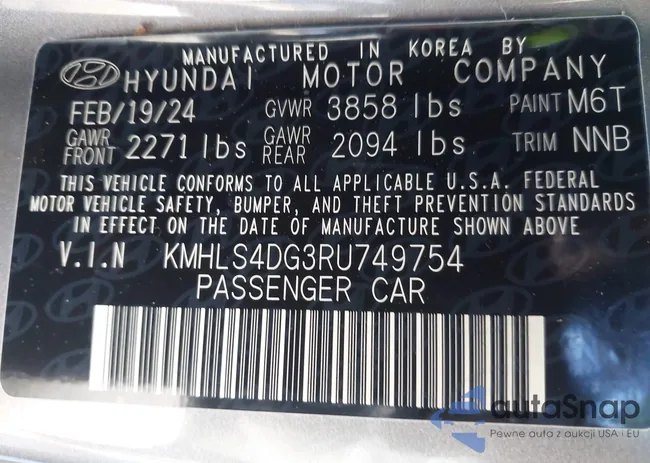 MANUFACTURED IN KOREA BY
HYUNDAI MOTOR COMPANY
FEB/19/24 GVWR 3858 lbs PAINT M6T
GAWR FRONT 2271 lbs GAWR REAR 2094 lbs TRIM NNB
THIS VEHICLE CONFORMS TO ALL APPLICABLE U.S.A. FEDERAL
MOTOR VEHICLE SAFETY, BUMPER, AND THEFT PREVENTION STANDARDS
IN EFFECT ON THE DATE OF MANUFACTURE SHOWN ABOVE
V.I.N KMHLS4DG3RU749754
PASSENGER CAR
autaSnap
Pewne auta z aukcji USA i EU